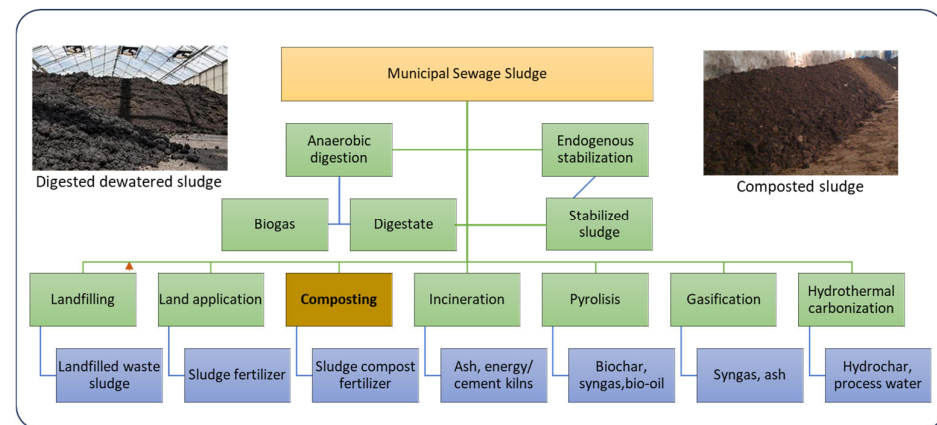 Municipal Sewage Sludge
Anaerobic
digestion
Endogenous
stabilization
Digested dewatered sludge
Composted sludge
Biogas
Digestate
Stabilized
sludge
Landfilling
Land application
Composting
Incineration
Pyrolisis
Gasification
Hydrothermal
carbonization
Landfilled waste
sludge
Sludge fertilizer
Sludge compost
fertilizer
Ash, energy/
cement kilns
Biochar,
syngas,bio-oil
Syngas, ash
Hydrochar,
process water